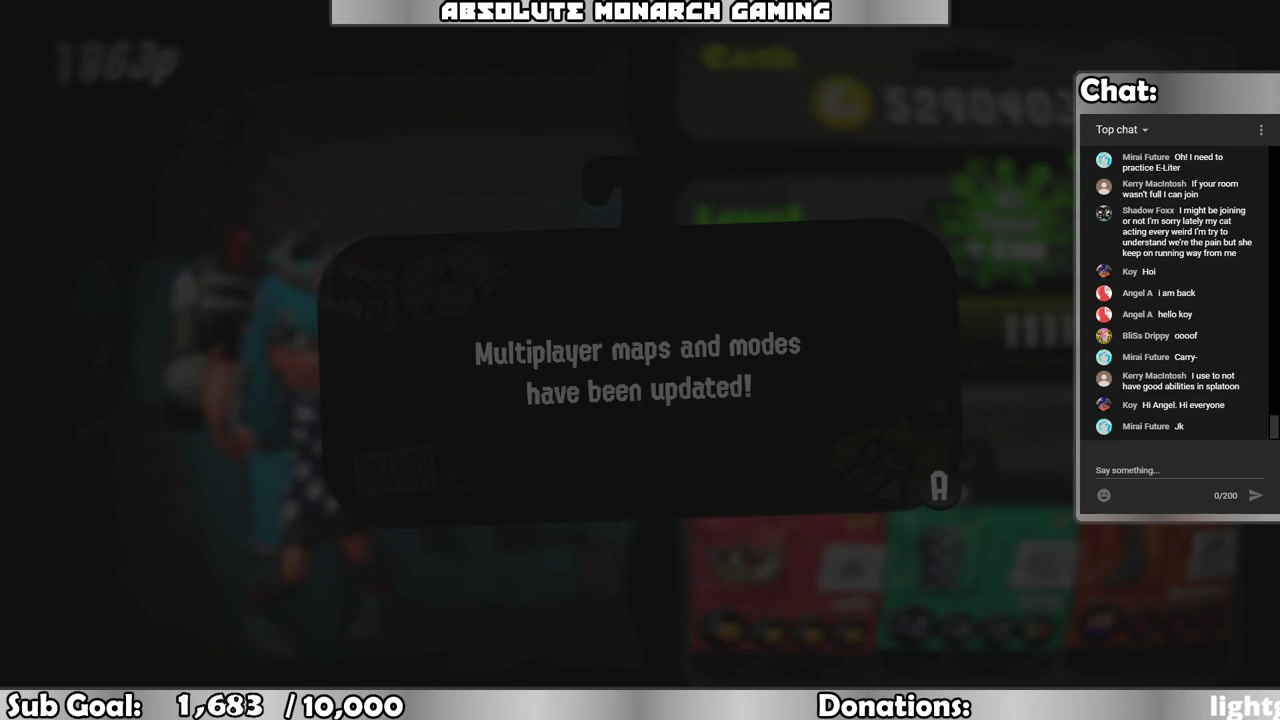 ABSOLUTE MONARCH GAMING
1863p
Cash
Chat:
Top chat
Mirai Future Oh! I need to
practice E-Liter
Kerry MacIntosh If your room
wasn't full I can join
Shadow Foxx I might be joining
or not I'm sorry lately my cat
acting every weird I'm try to
understand we're the pain but she
keep on running way from me
Koy Hoi
Angel A i am back
Angel A hello koy
BliSs Drippy oooof
Mirai Future Carry-
Kerry MacIntosh I use to not
have good abilities in splatoon
Koy Hi Angel. Hi everyone
Mirai Future Jk
Say something...
0/200
Multiplayer maps and modes
have been updated!
A
Sub Goal: 1,683 / 10,000
Donations: